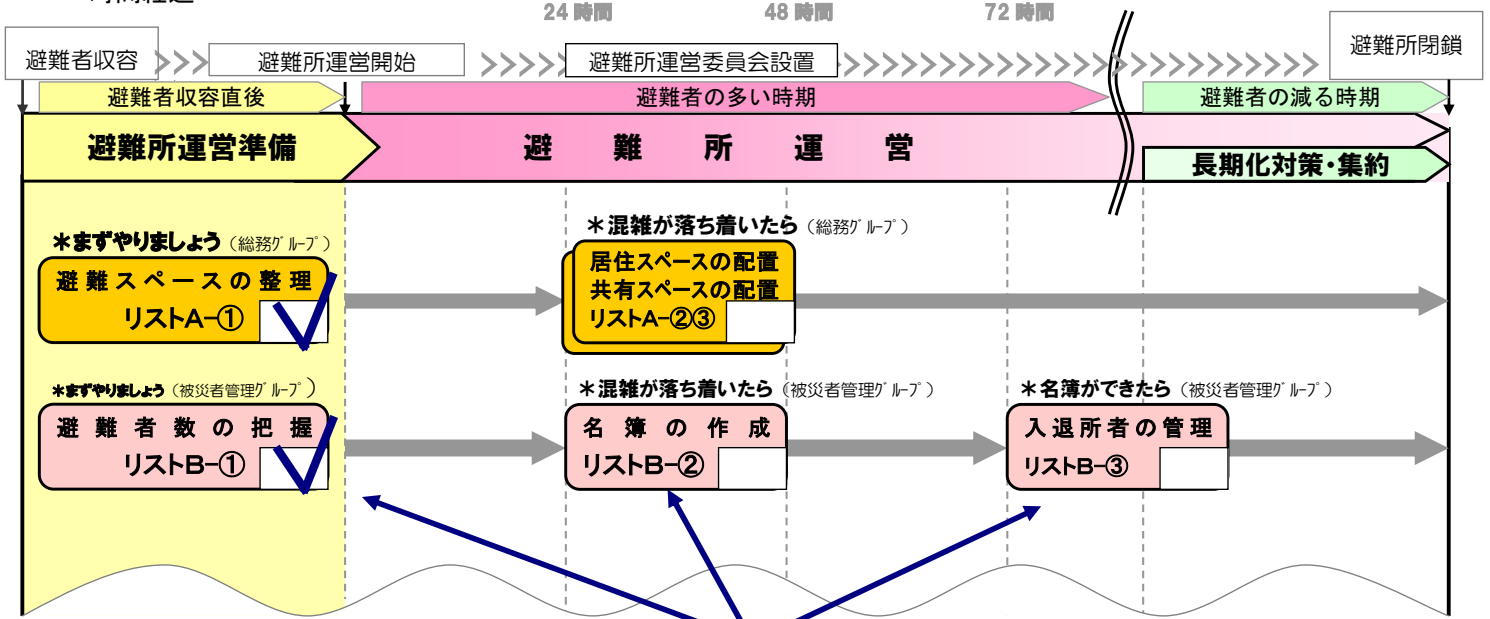 24 時間 48 時間 72 時間
避難者収容
避難所運営開始
避難所運営委員会設置
避難所閉鎖
避難者収容直後
避難者の多い時期
避難者の減る時期
避難所運営準備
避難所運営
長期化対策・集約
＊まずやりましょう（総務ｸﾞﾙｰﾌﾟ）
避難スペースの整理
リストA-①
＊混雑が落ち着いたら（総務ｸﾞﾙｰﾌﾟ）
居住スペースの配置
共有スペースの配置
リストA-②③
＊まずやりましょう（被災者管理ｸﾞﾙｰﾌﾟ）
避難者数の把握
リストB-①
＊混雑が落ち着いたら（被災者管理ｸﾞﾙｰﾌﾟ）
名簿の作成
リストB-②
＊名簿ができたら（被災者管理ｸﾞﾙｰﾌﾟ）
入退所者の管理
リストB-③